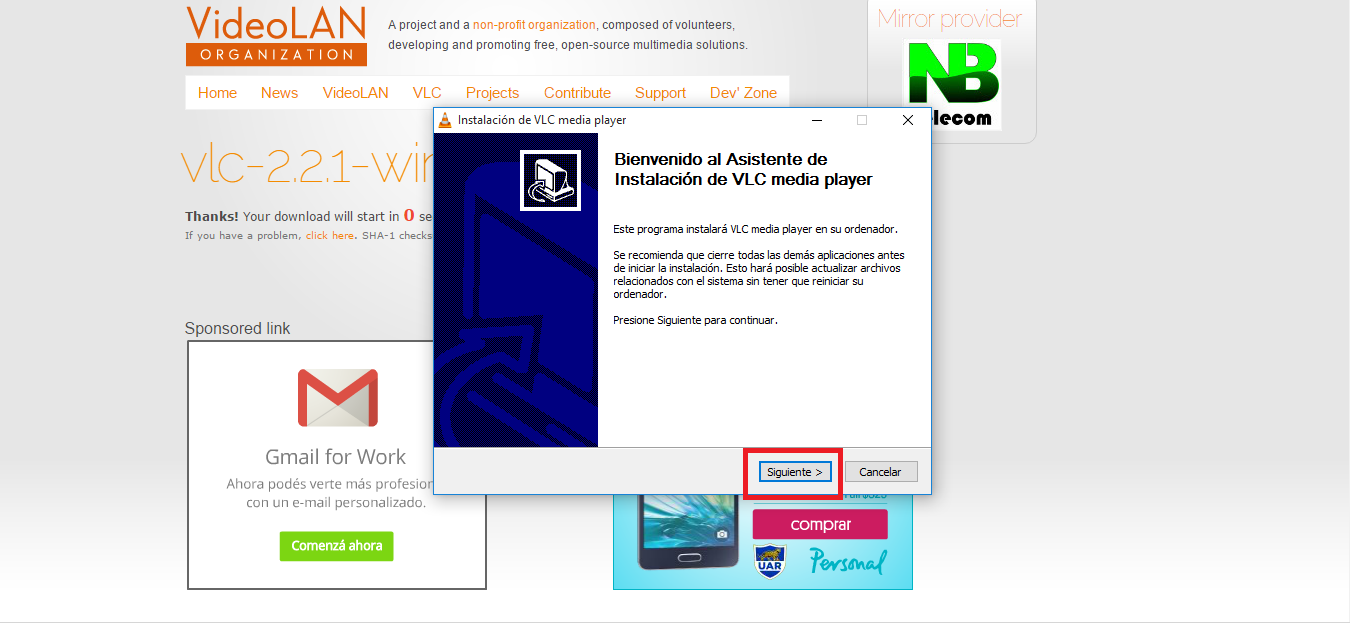 VideoLAN
ORGANIZATION
A project and a non-profit organization, composed of volunteers,
developing and promoting free, open-source multimedia solutions.
Mirror provider
NB
elecom
Home News VideoLAN VLC Projects Contribute Support Dev' Zone
Instalación de VLC media player
vlc-2.2.1-win
Thanks! Your download will start in 0 se
If you have a problem, click here. SHA-1 checks
Bienvenido al Asistente de
Instalación de VLC media player
Este programa instalará VLC media player en su ordenador.
Se recomienda que cierre todas las demás aplicaciones antes
de iniciar la instalación. Esto hará posible actualizar archivos
relacionados con el sistema sin tener que reiniciar su
ordenador.
Presione Siguiente para continuar.
Siguiente > Cancelar
Sponsored link
Gmail for Work
Ahora podés verte más profesion
con un e-mail personalizado.
Comenzá ahora
comprar
UAR
Personal